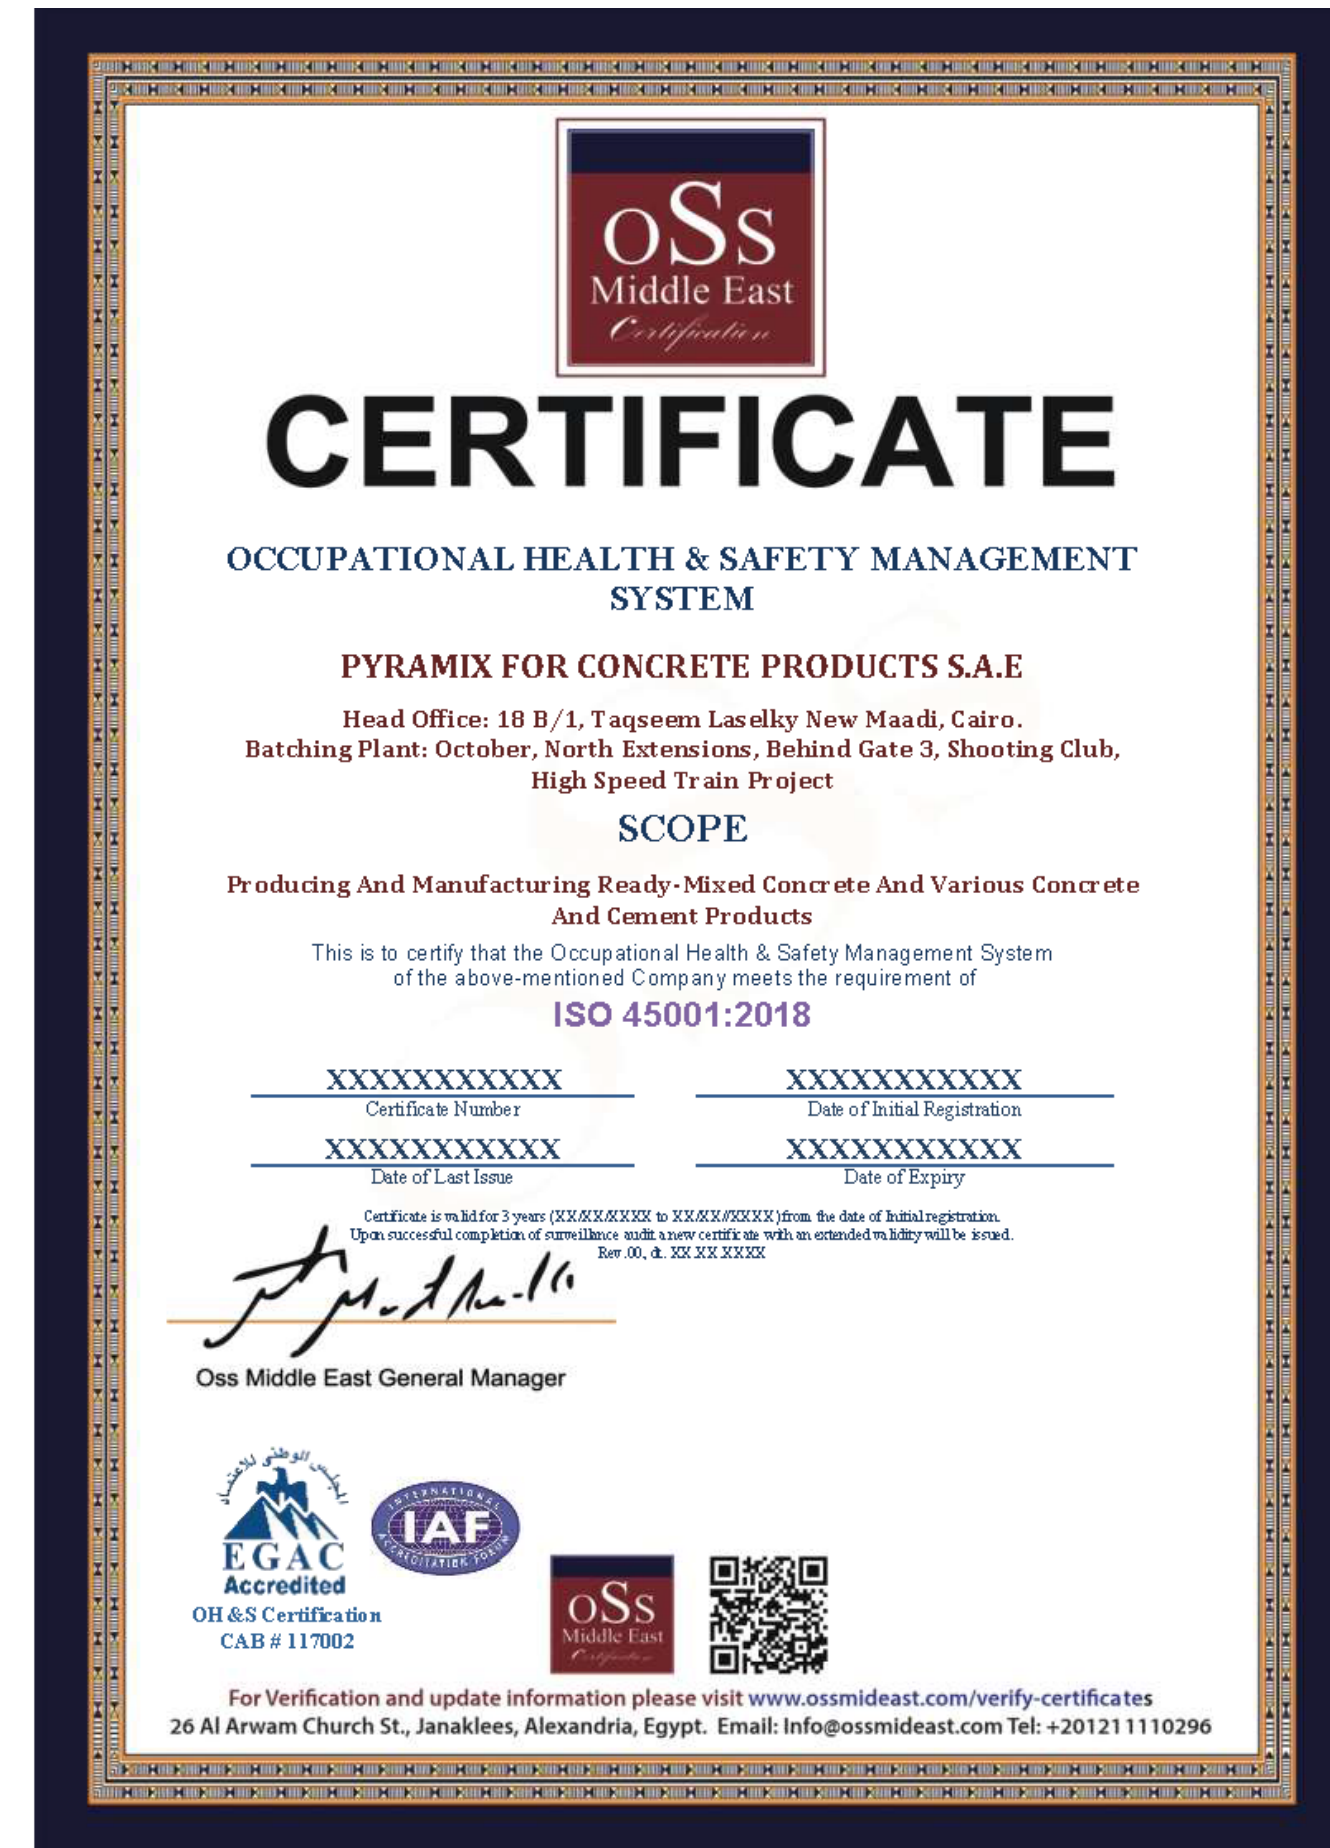 oSs
Middle East
Certification
CERTIFICATE
OCCUPATIONAL HEALTH & SAFETY MANAGEMENT
SYSTEM
PYRAMIX FOR CONCRETE PRODUCTS S.A.E
Head Office: 18 B/1, Taqseem Laselky New Maadi, Cairo.
Batching Plant: October, North Extensions, Behind Gate 3, Shooting Club,
High Speed Train Project
SCOPE
Producing And Manufacturing Ready-Mixed Concrete And Various Concrete
And Cement Products
This is to certify that the Occupational Health & Safety Management System
of the above-mentioned Company meets the requirement of
ISO 45001:2018
XXXXXXXXXXX XXXXXXXXXXX
Certificate Number Date of Initial Registration
XXXXXXXXXXX XXXXXXXXXXX
Date of Last Issue Date of Expiry
Certificate is valid for 3 years (XX/XX/XXXX to XX/XX//XXXX) from the date of Initial registration.
Upon successful completion of surveillance audit a new certificate with an extended validity will be issued.
Rev .00, dt. XX.XX.XXXX
Oss Middle East General Manager
المجلس الوطنى للاعتماد
EGAC
Accredited
INTERNATIONAL
IAF
ACCREDITATION FORUM
OH &S Certification
CAB # 117002
oSs
Middle East
Certification
For Verification and update information please visit www.ossmideast.com/verify-certificates
26 Al Arwam Church St., Janaklees, Alexandria, Egypt. Email: Info@ossmideast.com Tel: +201211110296